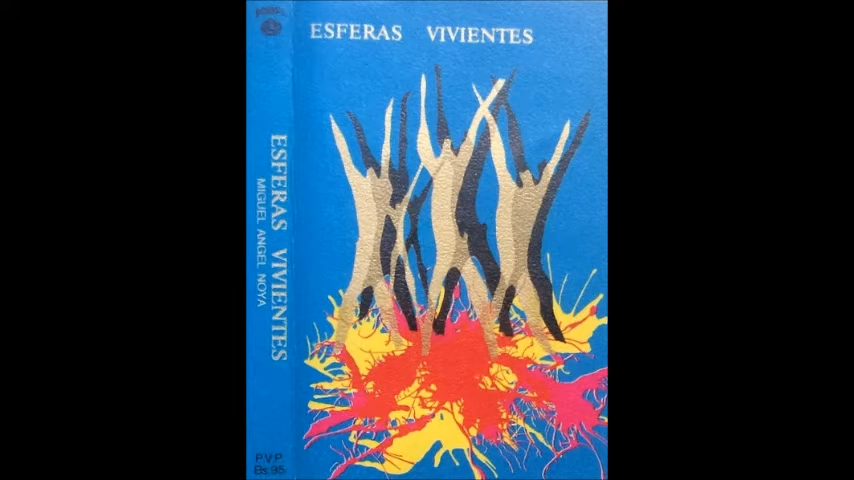 ESFERAS VIVIENTES
ESFERAS VIVIENTES
MIGUEL ANGEL NOYA
P.V.P.
Bs.95